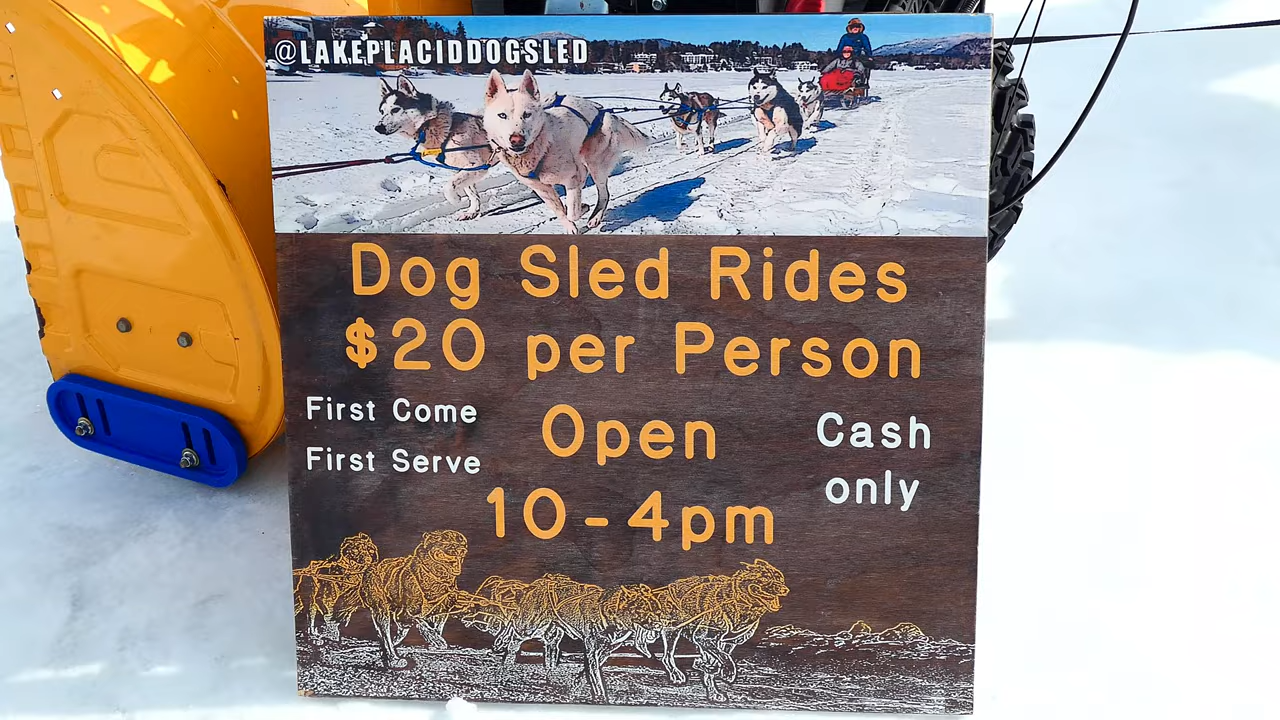 @LAKEPLACIDDOGSLED
Dog Sled Rides
$20 per Person
First Come
First Serve
Open
Cash
only
10-4pm